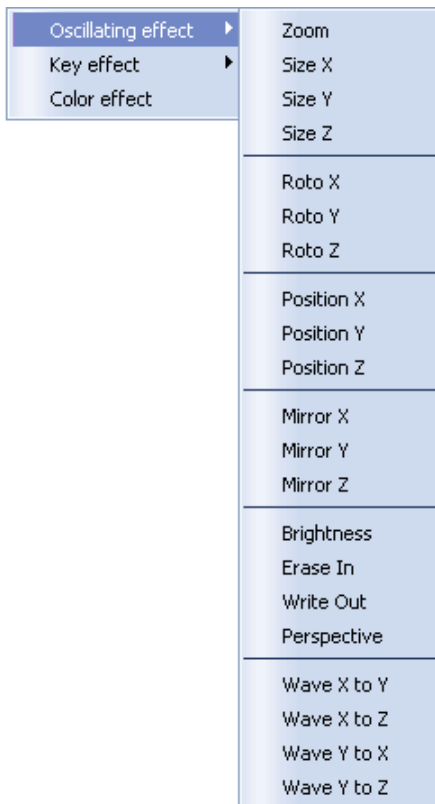 Oscillating effect
Key effect
Color effect
Zoom
Size X
Size Y
Size Z
Roto X
Roto Y
Roto Z
Position X
Position Y
Position Z
Mirror X
Mirror Y
Mirror Z
Brightness
Erase In
Write Out
Perspective
Wave X to Y
Wave X to Z
Wave Y to X
Wave Y to Z